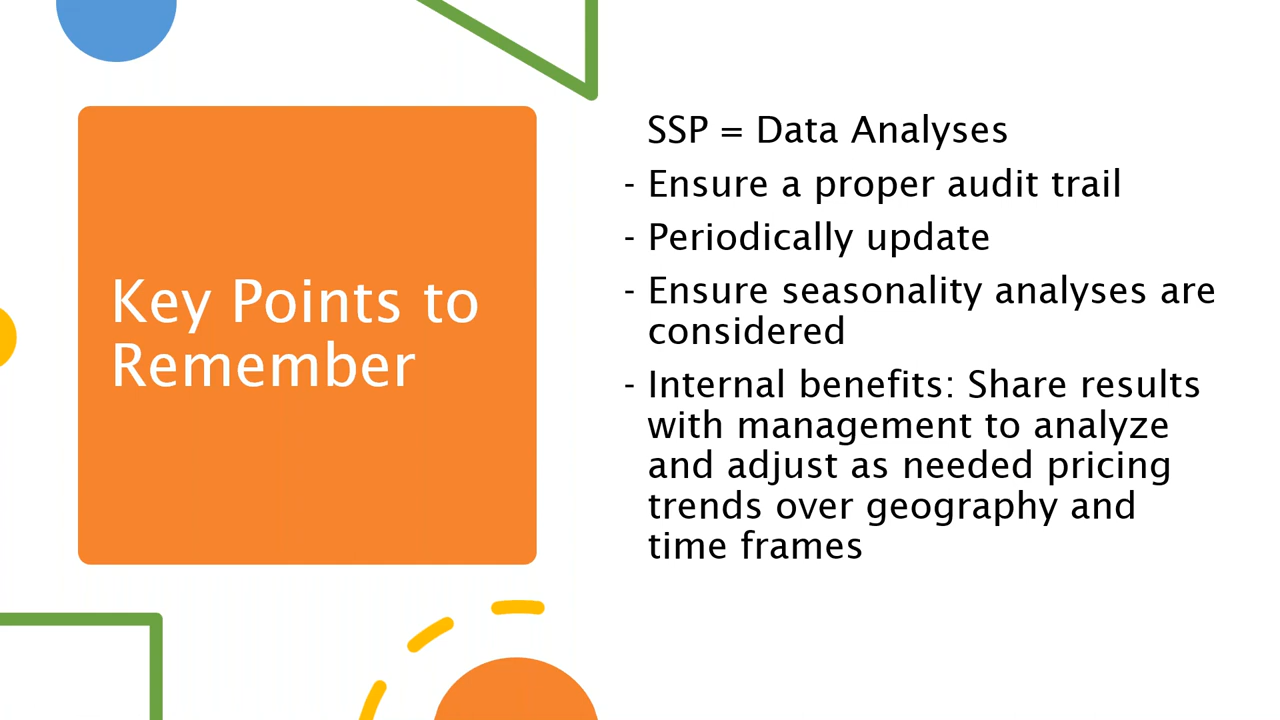 Key Points to
Remember
SSP = Data Analyses
- Ensure a proper audit trail
- Periodically update
- Ensure seasonality analyses are
considered
- Internal benefits: Share results
with management to analyze
and adjust as needed pricing
trends over geography and
time frames